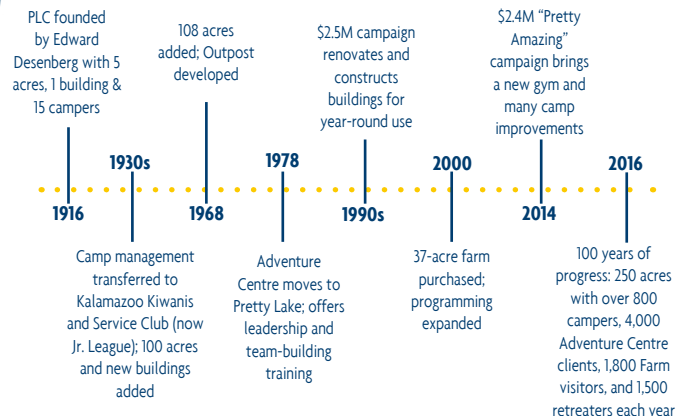 PLC founded
by Edward
Desenberg with 5
acres, 1 building &
15 campers
1916
1930s
Camp management
transferred to
Kalamazoo Kiwanis
and Service Club (now
Jr. League); 100 acres
and new buildings
added
108 acres
added; Outpost
developed
1968
1978
Adventure
Centre moves to
Pretty Lake; offers
leadership and
team-building
training
$2.5M campaign
renovates and
constructs
buildings for
year-round use
1990s
2000
37-acre farm
purchased;
programming
expanded
$2.4M “Pretty
Amazing”
campaign brings
a new gym and
many camp
improvements
2014
2016
100 years of
progress: 250 acres
with over 800
campers, 4,000
Adventure Centre
clients, 1,800 Farm
visitors, and 1,500
retreaters each year